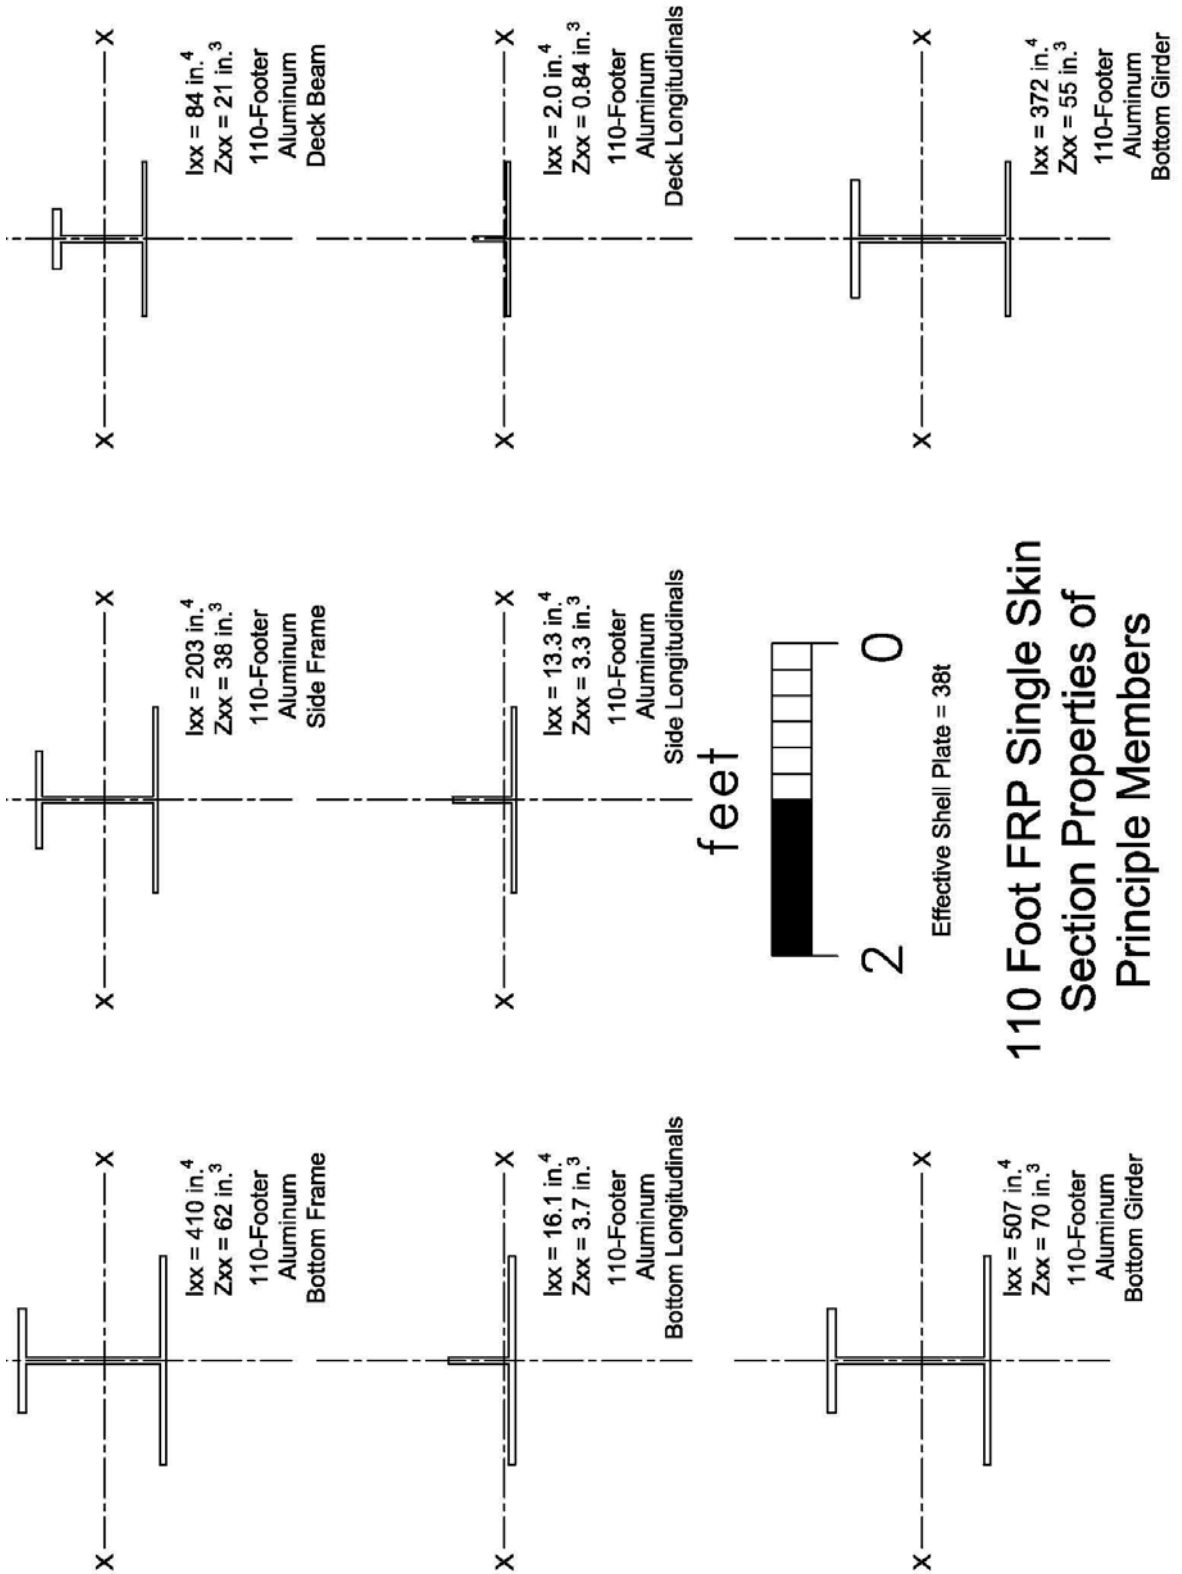 X
X
Ixx = 410 in.4
Zxx = 62 in.3
110-Footer
Aluminum
Bottom Frame
X
X
Ixx = 203 in.4
Zxx = 38 in.3
110-Footer
Aluminum
Side Frame
X
X
Ixx = 84 in.4
Zxx = 21 in.3
110-Footer
Aluminum
Deck Beam
X
X
Ixx = 16.1 in.4
Zxx = 3.7 in.3
110-Footer
Aluminum
Bottom Longitudinals
X
X
Ixx = 13.3 in.4
Zxx = 3.3 in.3
110-Footer
Aluminum
Side Longitudinals
X
X
Ixx = 2.0 in.4
Zxx = 0.84 in.3
110-Footer
Aluminum
Deck Longitudinals
X
X
Ixx = 507 in.4
Zxx = 70 in.3
110-Footer
Aluminum
Bottom Girder
feet
2
0
Effective Shell Plate = 38t
110 Foot FRP Single Skin
Section Properties of
Principle Members
X
X
Ixx = 372 in.4
Zxx = 55 in.3
110-Footer
Aluminum
Bottom Girder